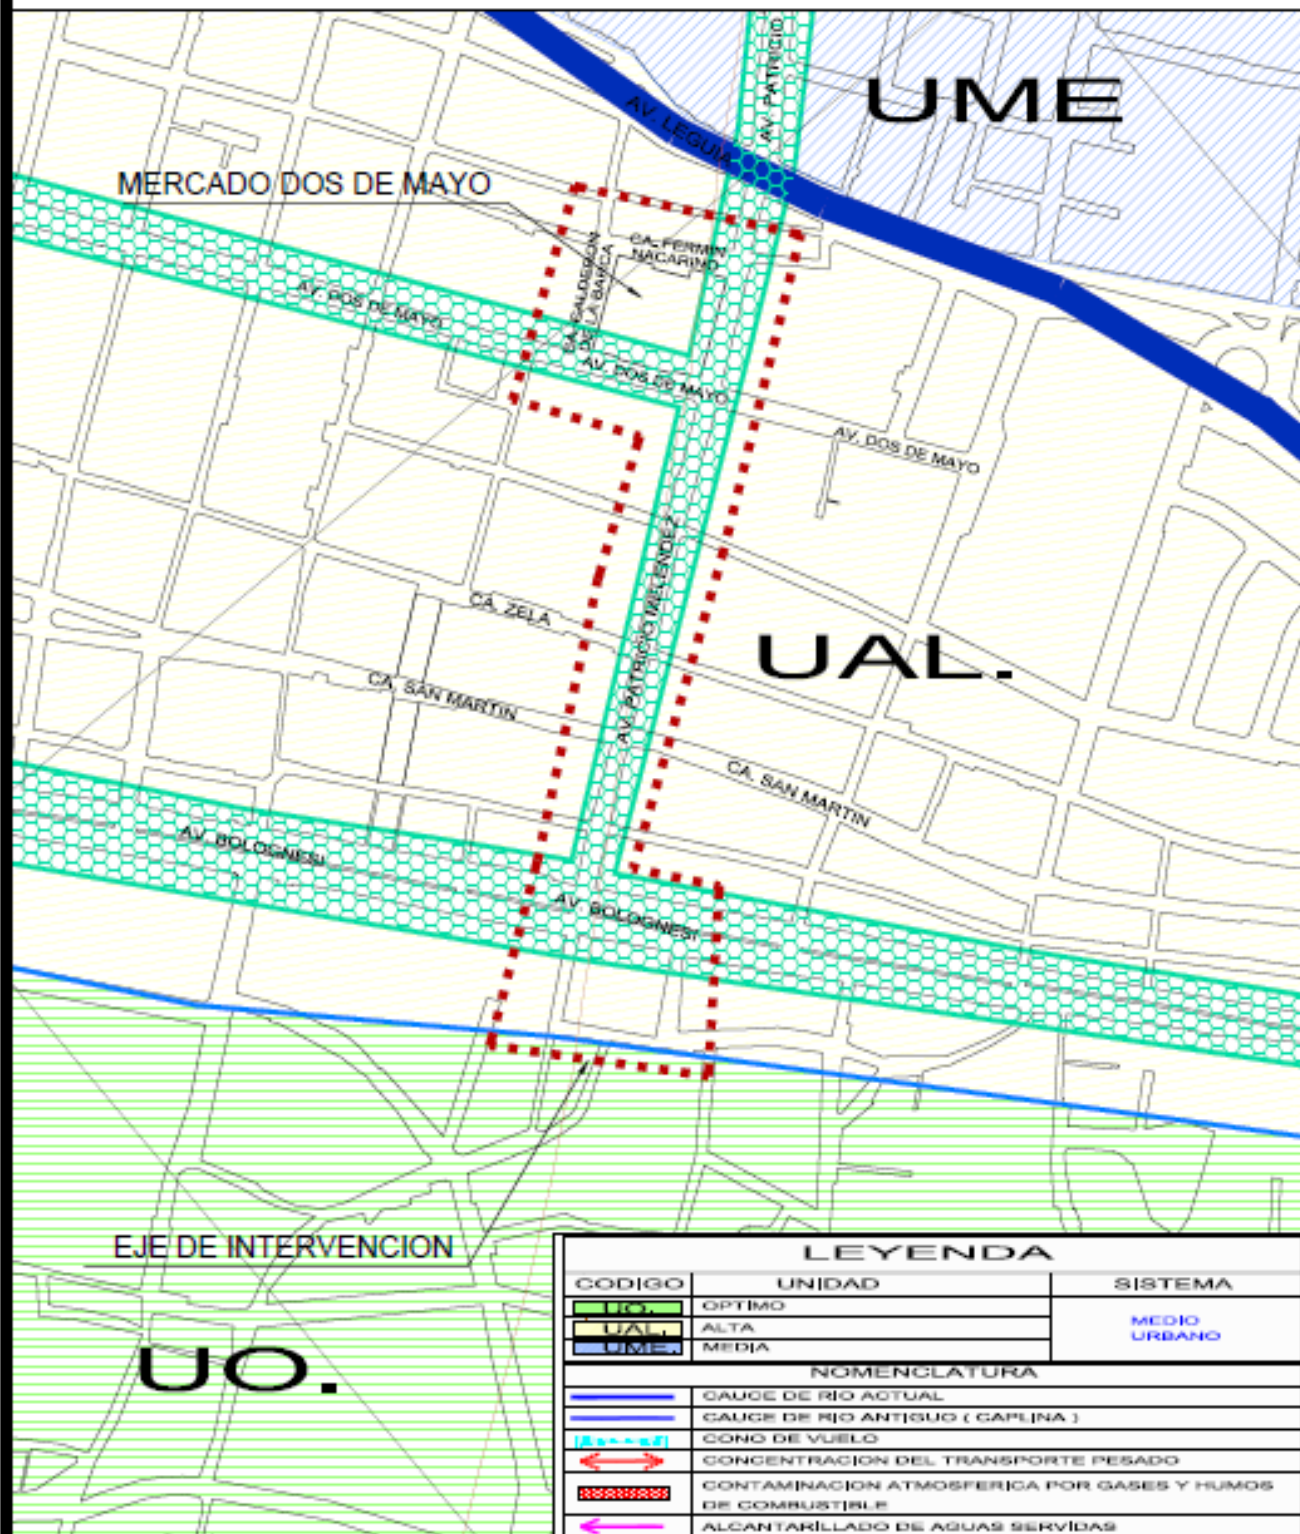 AV. PATRICIO
UME
AV. LEGUIA
MERCADO DOS DE MAYO
CA. FERMIN
NACARINO
CA. CALDERON
DE LA BARCA
AV. DOS DE MAYO
AV. DOS DE MAYO
AV. DOS DE MAYO
AV. PATRICIO MELENDEZ
CA. ZELA
UAL.
CA. SAN MARTIN
CA. SAN MARTIN
AV. BOLOGNESI
AV. BOLOGNESI
EJE DE INTERVENCION
UO.
LEYENDA
CODIGO UNIDAD SISTEMA
UO. OPTIMO
UAL. ALTA
UME. MEDIA
MEDIO
URBANO
NOMENCLATURA
CAUCE DE RIO ACTUAL
CAUCE DE RIO ANTIGUO ( CAPLINA )
CONO DE VUELO
CONCENTRACION DEL TRANSPORTE PESADO
CONTAMINACION ATMOSFERICA POR GASES Y HUMOS
DE COMBUSTIBLE
ALCANTARILLADO DE AGUAS SERVIDAS